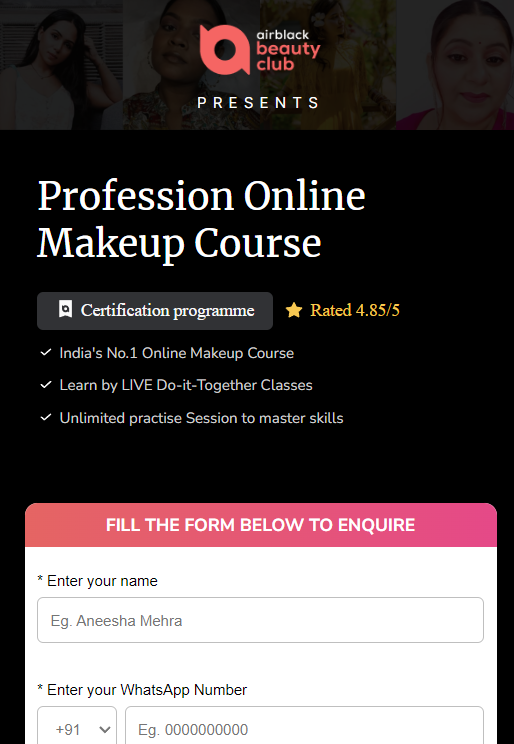 airblack
beauty
club
PRESENTS
Profession Online
Makeup Course
Certification programme
Rated 4.85/5
India's No.1 Online Makeup Course
Learn by LIVE Do-it-Together Classes
Unlimited practise Session to master skills
FILL THE FORM BELOW TO ENQUIRE
* Enter your name
Eg. Aneesha Mehra
* Enter your WhatsApp Number
+91
Eg. 0000000000